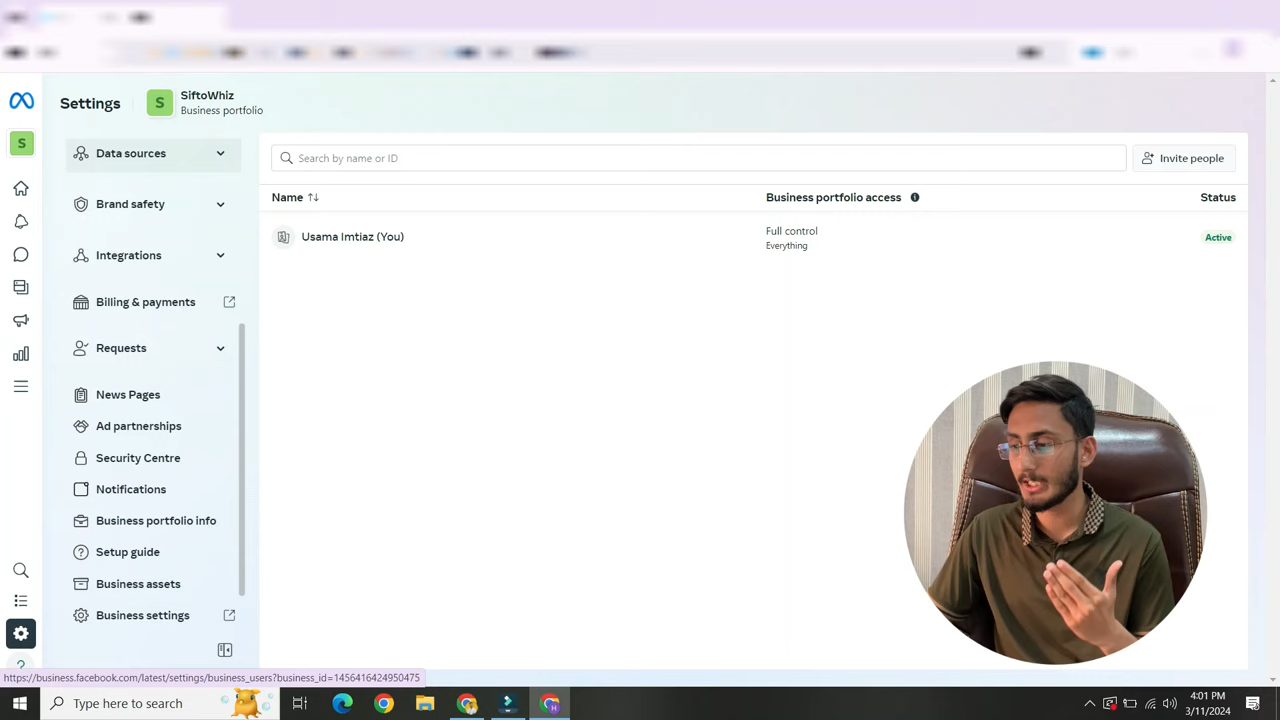 Settings
S
SiftoWhiz
Business portfolio
S
Data sources
Brand safety
Integrations
Billing & payments
Requests
News Pages
Ad partnerships
Security Centre
Notifications
Business portfolio info
Setup guide
Business assets
Business settings
Search by name or ID
Invite people
Name
Business portfolio access
Status
Usama Imtiaz (You)
Full control
Everything
Active
https://business.facebook.com/latest/settings/business_users?business_id=1456416424950475
Type here to search
4:01 PM
3/11/2024